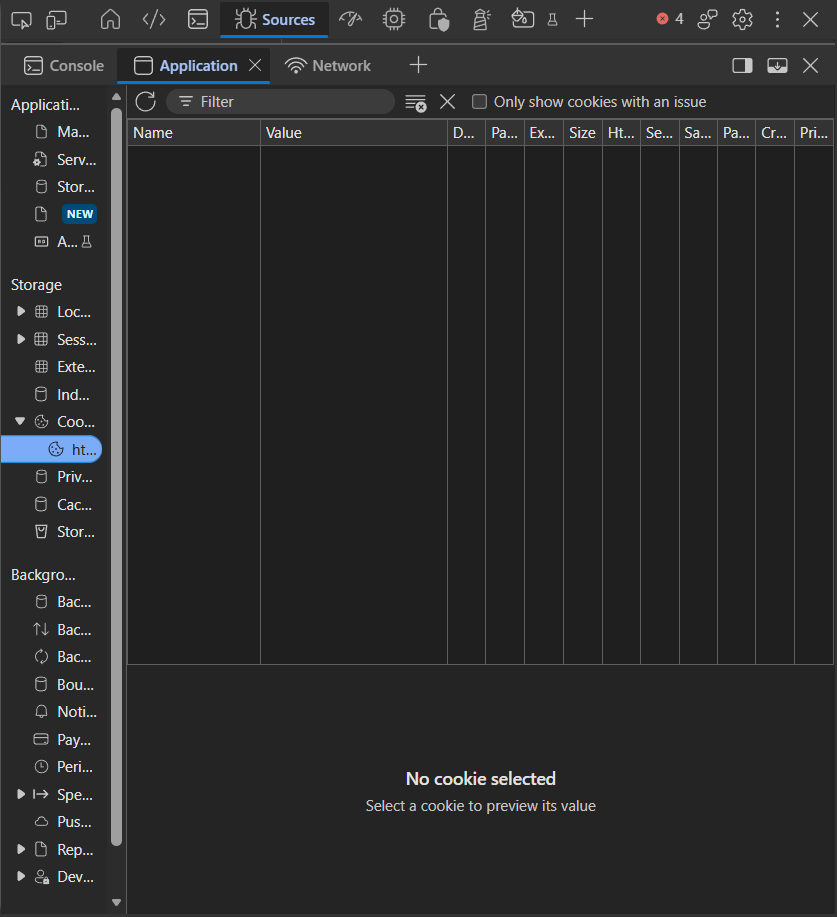 Sources
4
Console
Application
Network
Applicati...
Filter
Only show cookies with an issue
Name Value D... Pa... Ex... Size Ht... Se... Sa... Pa... Cr... Pri...
Ma...
Serv...
Stor...
NEW
A...
Storage
Loc...
Sess...
Exte...
Ind...
Coo...
ht...
Priv...
Cac...
Stor...
Backgro...
Bac...
Bac...
Bac...
Bou...
Noti...
Pay...
Peri...
Spe...
Pus...
Rep...
Dev...
No cookie selected
Select a cookie to preview its value